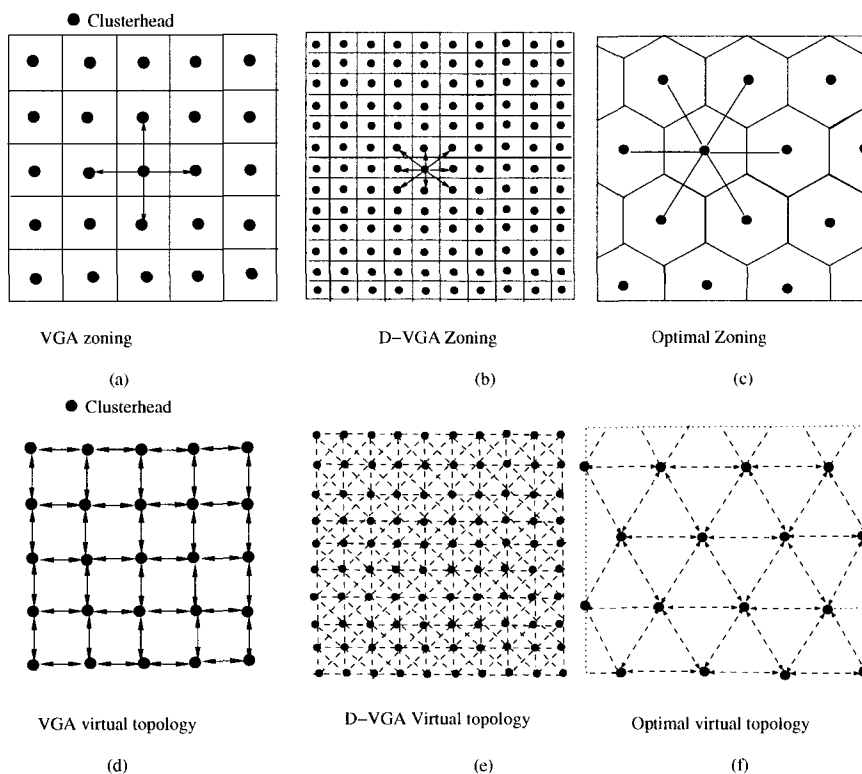 Clusterhead
VGA zoning
D−VGA Zoning
Optimal Zoning
(a)
(b)
(c)
Clusterhead
VGA virtual topology
D−VGA Virtual topology
Optimal virtual topology
(d)
(e)
(f)